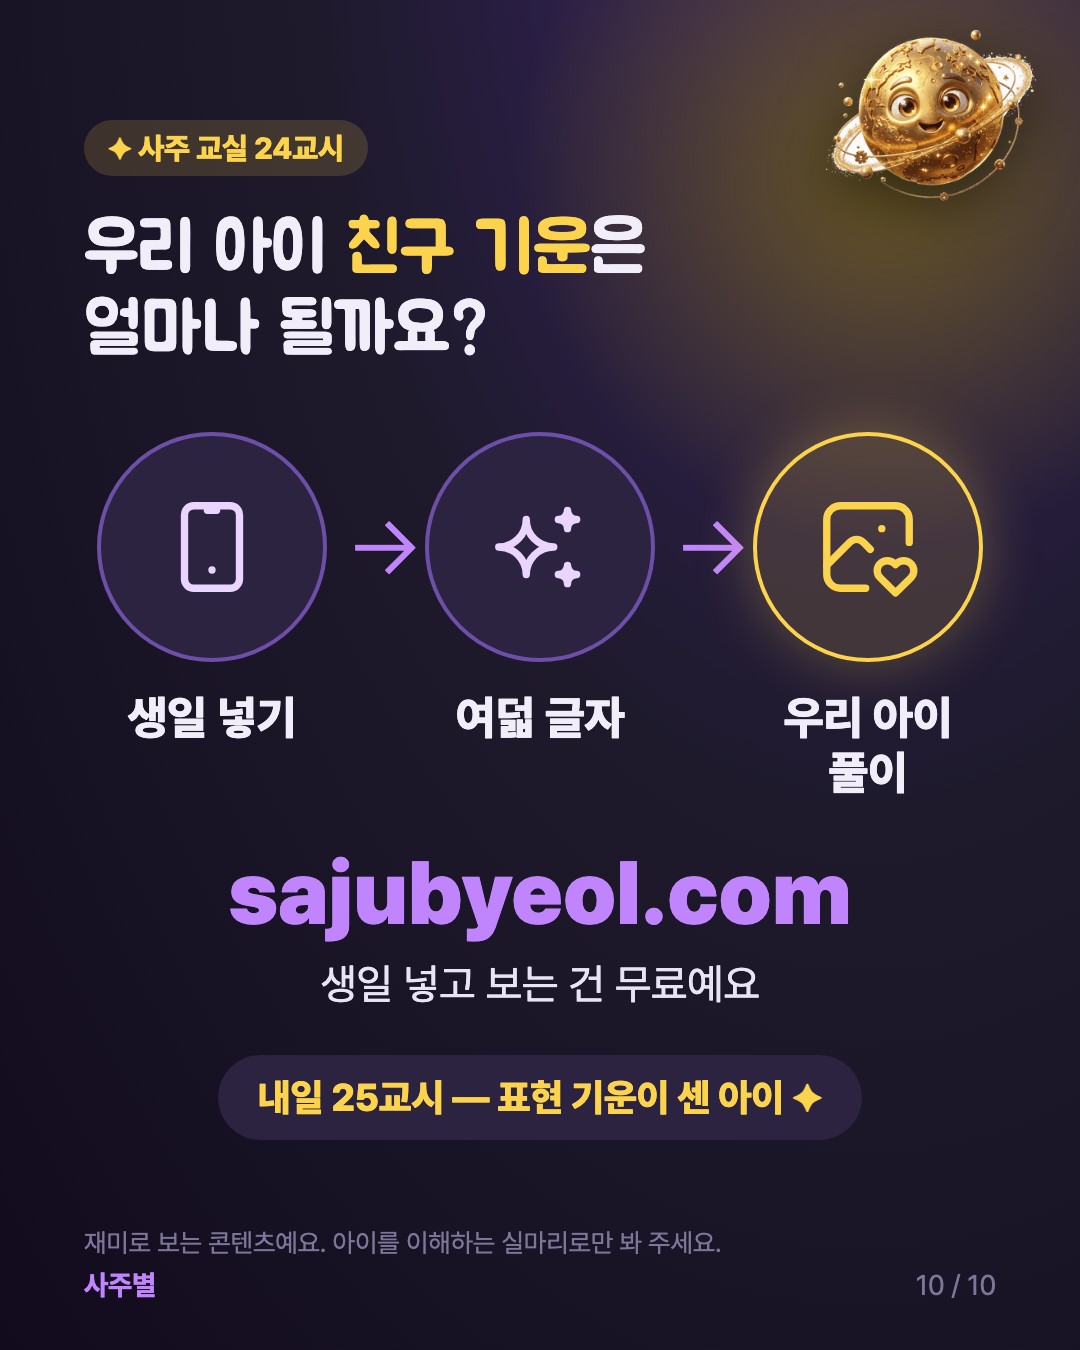 ✦ 사주 교실 24교시
우리 아이 친구 기운은
얼마나 될까요?
생일 넣기
여덟 글자
우리 아이
풀이
sajubyeol.com
생일 넣고 보는 건 무료예요
내일 25교시 — 표현 기운이 센 아이 ✦
재미로 보는 콘텐츠예요. 아이를 이해하는 실마리로만 봐 주세요.
사주별
10 / 10